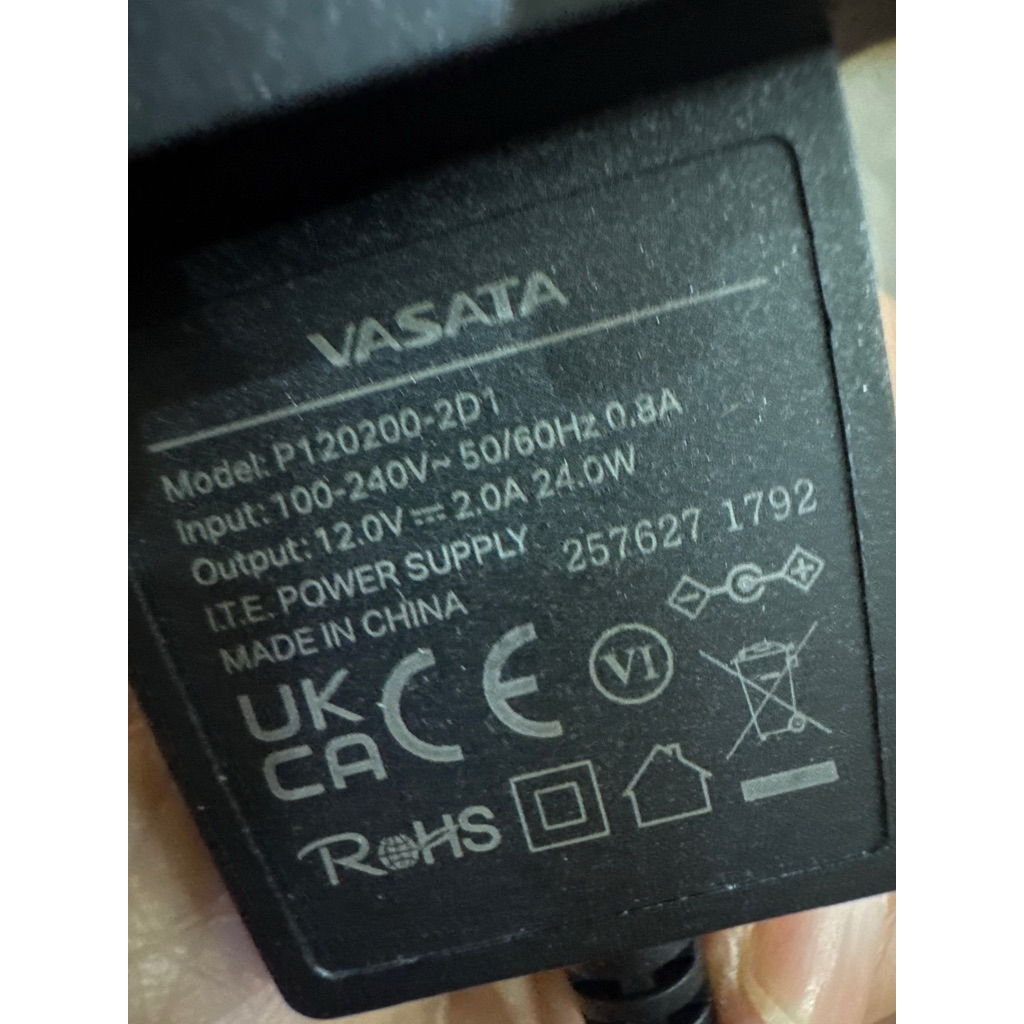 VASATA
Model: P120200-2D1
Input: 100-240V~ 50/60Hz 0.8A
Output: 12.0V⎓2.0A 24.0W
I.T.E. POWER SUPPLY 257627 1792
MADE IN CHINA
UK
CA
CE
VI
RoHS